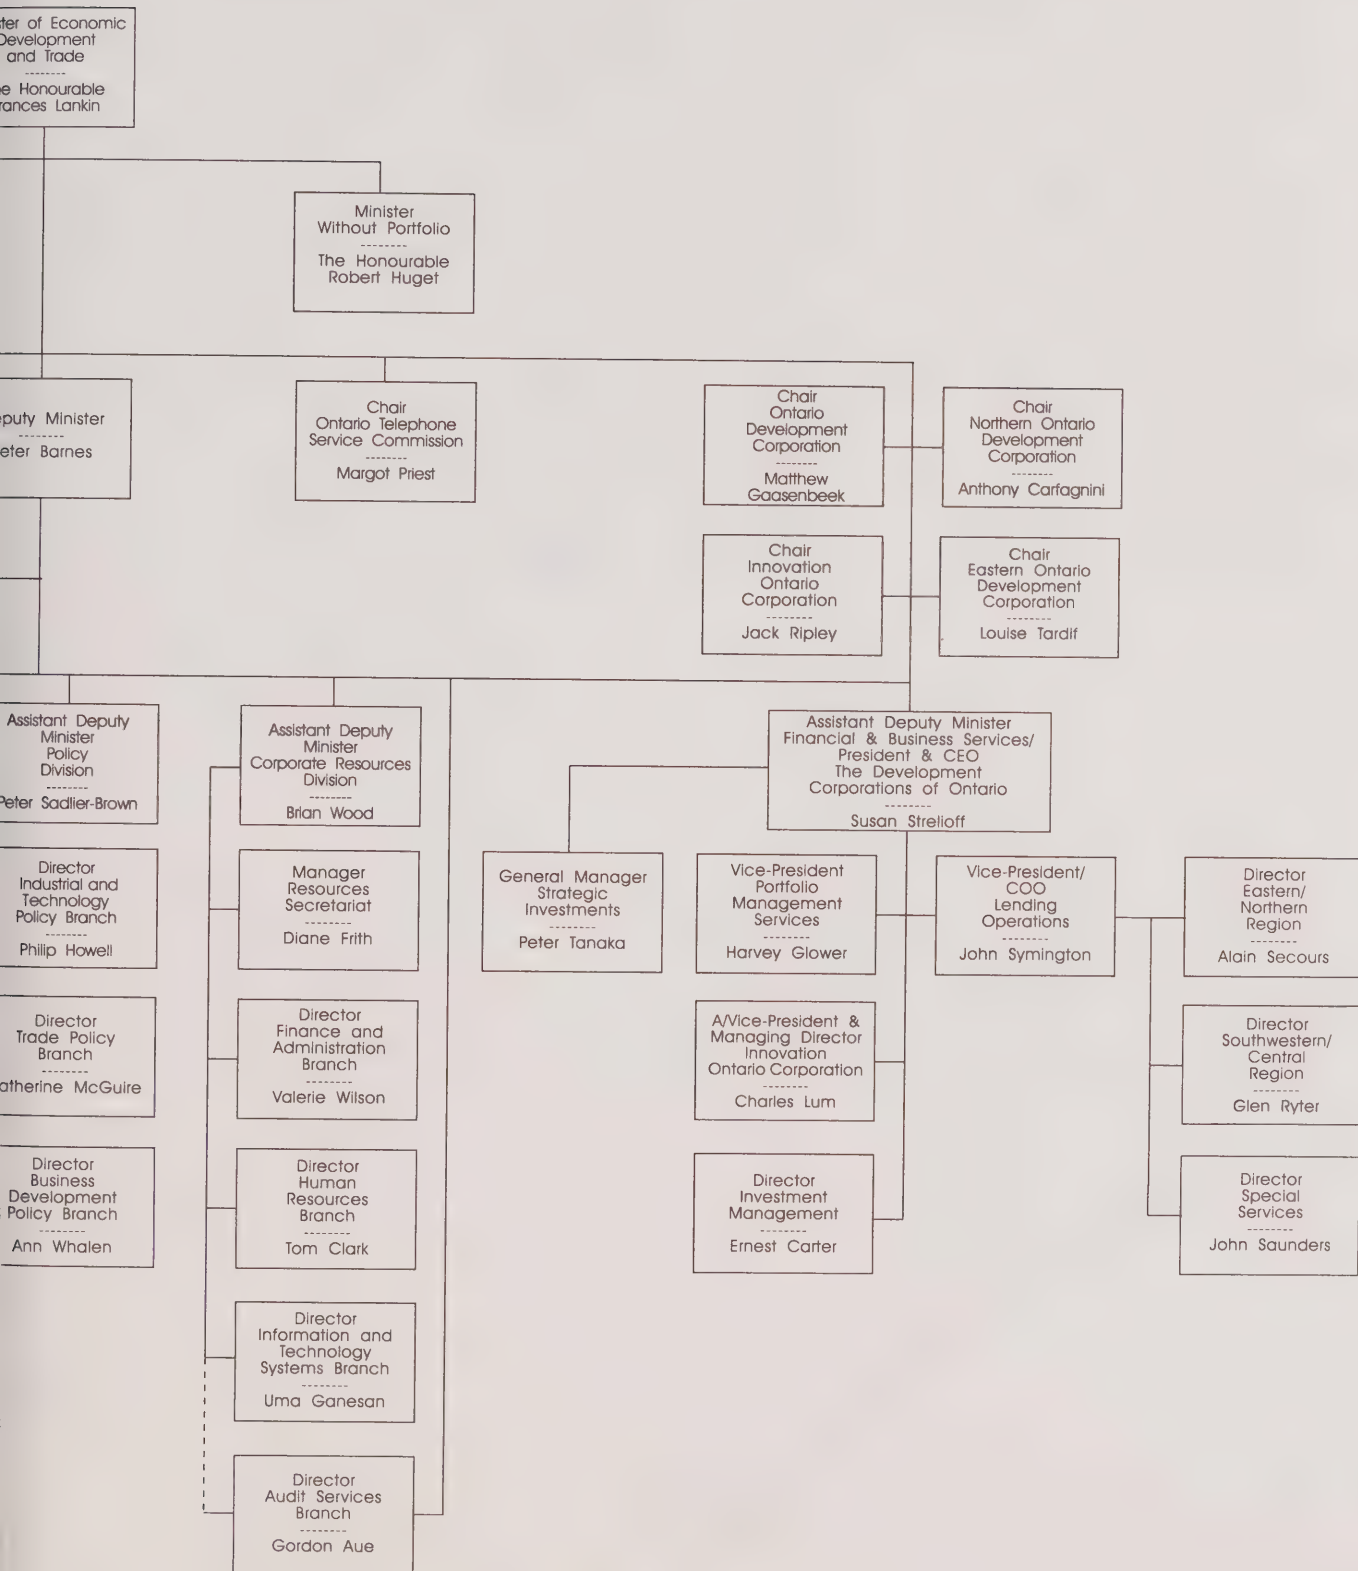 ter of Economic
Development
and Trade
--------
e Honourable
rances Lankin
Minister
Without Portfolio
--------
The Honourable
Robert Huget
puty Minister
--------
eter Barnes
Chair
Ontario Telephone
Service Commission
--------
Margot Priest
Chair
Ontario
Development
Corporation
--------
Matthew
Gaasenbeek
Chair
Northern Ontario
Development
Corporation
--------
Anthony Carfagnini
Chair
Innovation
Ontario
Corporation
--------
Jack Ripley
Chair
Eastern Ontario
Development
Corporation
--------
Louise Tardif
Assistant Deputy
Minister
Policy
Division
--------
Peter Sadlier-Brown
Director
Industrial and
Technology
Policy Branch
--------
Philip Howell
Director
Trade Policy
Branch
--------
atherine McGuire
Director
Business
Development
Policy Branch
--------
Ann Whalen
Assistant Deputy
Minister
Corporate Resources
Division
--------
Brian Wood
Manager
Resources
Secretariat
--------
Diane Frith
Director
Finance and
Administration
Branch
--------
Valerie Wilson
Director
Human
Resources
Branch
--------
Tom Clark
Director
Information and
Technology
Systems Branch
--------
Uma Ganesan
Director
Audit Services
Branch
--------
Gordon Aue
Assistant Deputy Minister
Financial & Business Services/
President & CEO
The Development
Corporations of Ontario
--------
Susan Strelioff
General Manager
Strategic
Investments
--------
Peter Tanaka
Vice-President
Portfolio
Management
Services
--------
Harvey Glower
A/Vice-President &
Managing Director
Innovation
Ontario Corporation
--------
Charles Lum
Director
Investment
Management
--------
Ernest Carter
Vice-President/
COO
Lending
Operations
--------
John Symington
Director
Eastern/
Northern
Region
--------
Alain Secours
Director
Southwestern/
Central
Region
--------
Glen Ryter
Director
Special
Services
--------
John Saunders